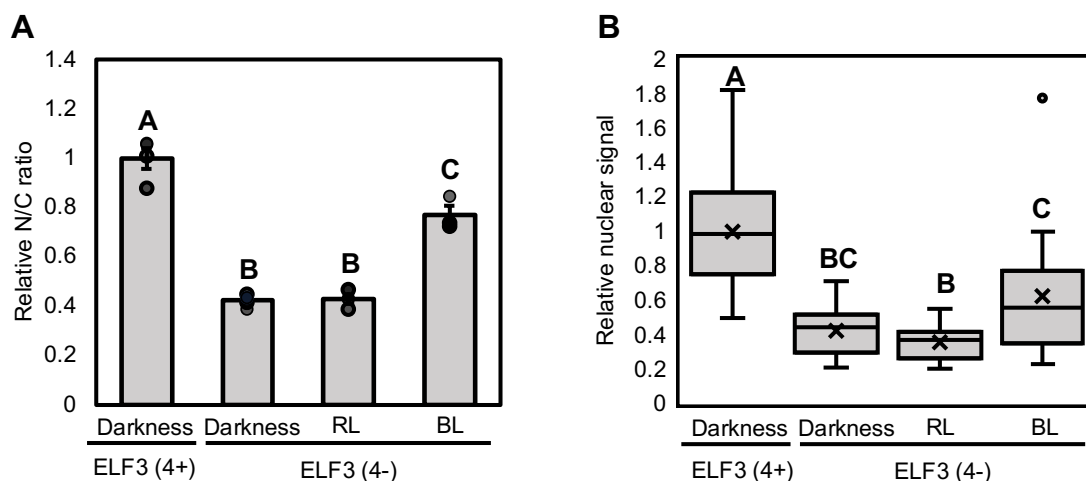 A
Relative N/C ratio
1.4
1.2
1
0.8
0.6
0.4
0.2
0
A
B
B
C
Darkness
Darkness
RL
BL
ELF3 (4+)
ELF3 (4-)
B
Relative nuclear signal
2
1.8
1.6
1.4
1.2
1
0.8
0.6
0.4
0.2
0
A
BC
B
C
Darkness
Darkness
RL
BL
ELF3 (4+)
ELF3 (4-)